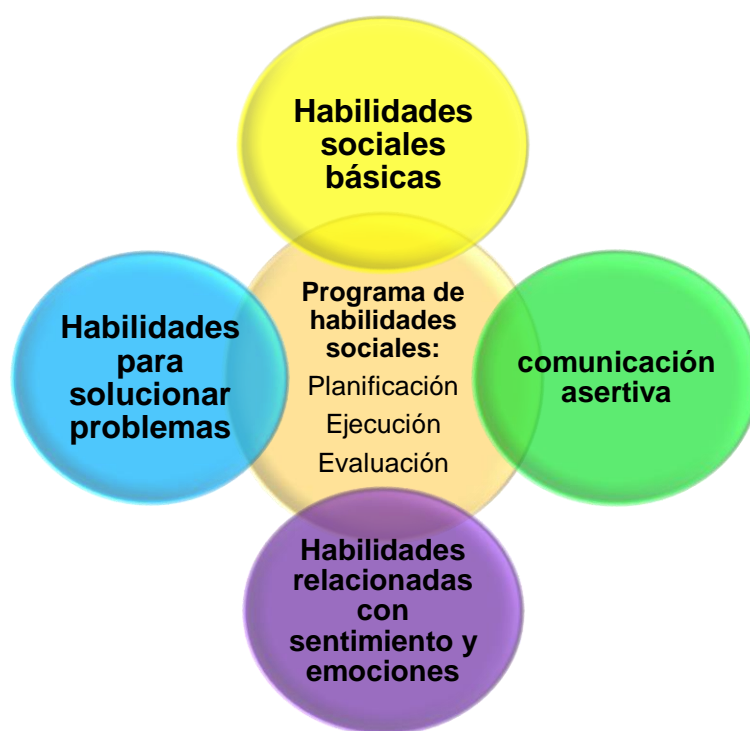 Habilidades
sociales
básicas
Programa de
habilidades
sociales:
Planificación
Ejecución
Evaluación
Habilidades
para
solucionar
problemas
comunicación
asertiva
Habilidades
relacionadas
con
sentimiento y
emociones